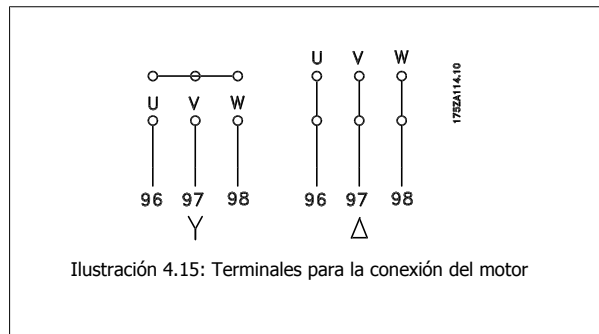 U V W
U V W
96 97 98
96 97 98
Y
Δ
175ZA114.10
Ilustración 4.15: Terminales para la conexión del motor